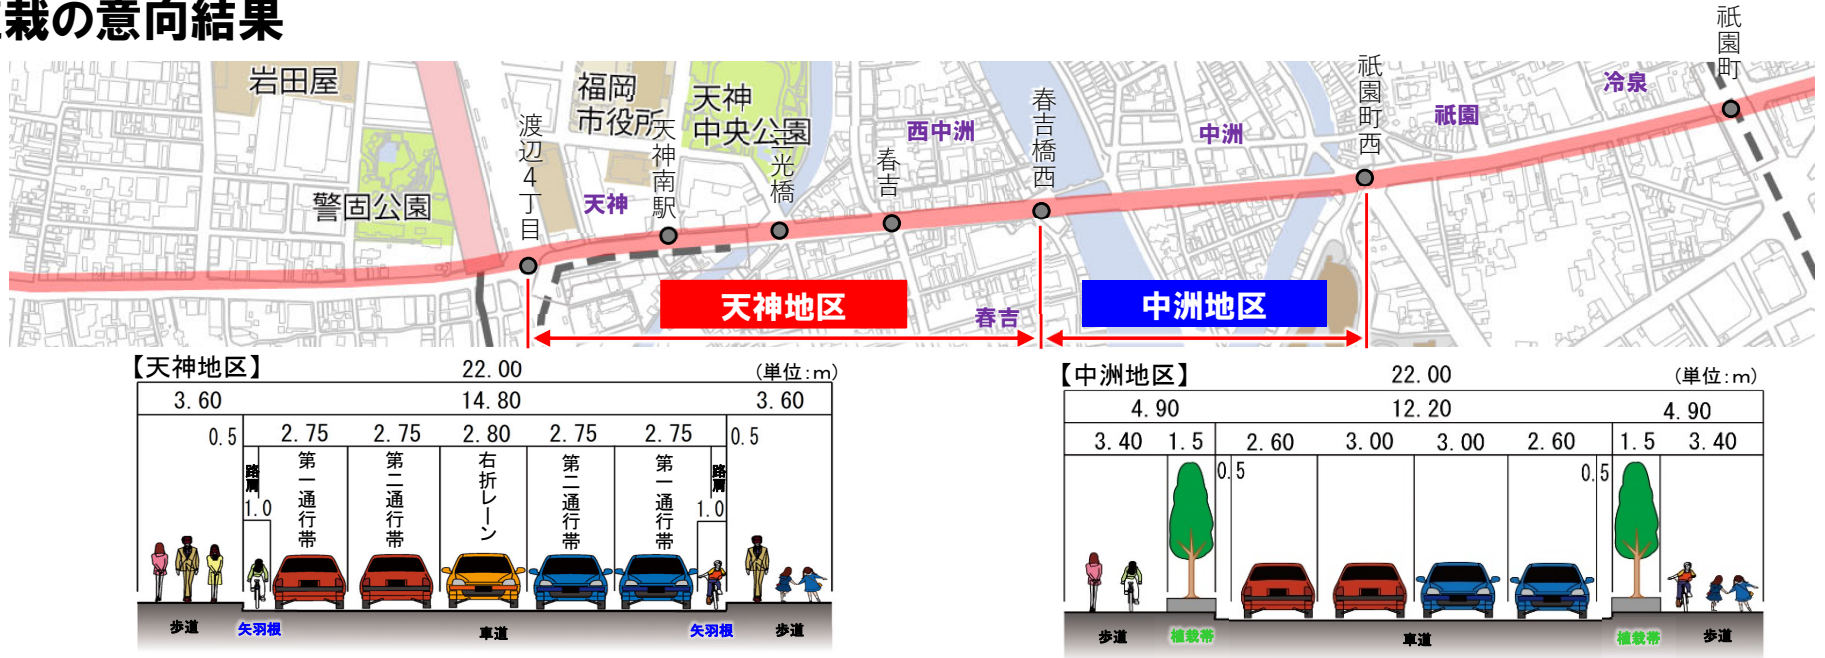 栽の意向結果
岩田屋
福岡
市役所
天神
中央公園
警固公園
渡辺4丁目
天神南駅
天神
三光橋
春吉
西中洲
春吉橋西
中洲
祇園町西
祇園
冷泉
祇園町
春吉
天神地区
中洲地区
【天神地区】 22.00 (単位:m)
3.60 14.80 3.60
0.5 2.75 2.75 2.80 2.75 2.75 0.5
路肩 第一通行帯 第二通行帯 右折レーン 第二通行帯 第一通行帯 路肩
1.0 1.0
歩道 矢羽根 車道 矢羽根 歩道
【中洲地区】 22.00 (単位:m)
4.90 12.20 4.90
3.40 1.5 2.60 3.00 3.00 2.60 1.5 3.40
0.5 0.5
歩道 植栽帯 車道 植栽帯 歩道